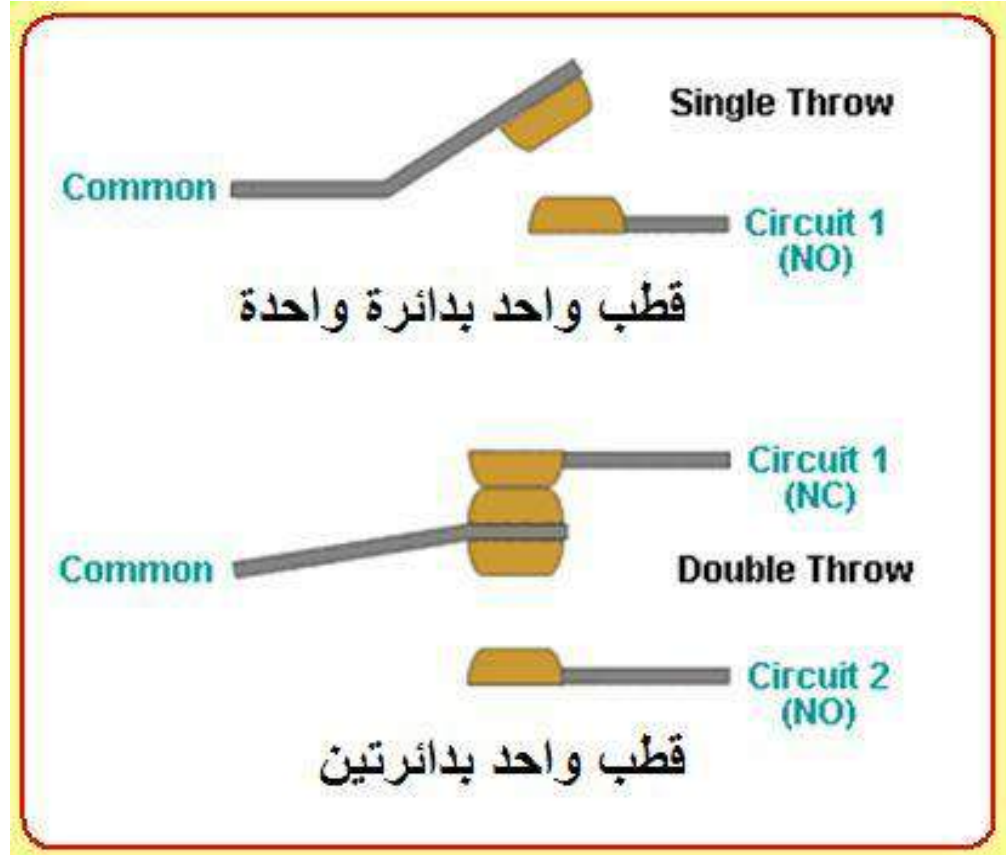 Single Throw
Common
Circuit 1
(NO)
قطب واحد بدائرة واحدة
Circuit 1
(NC)
Common
Double Throw
Circuit 2
(NO)
قطب واحد بدائرتين